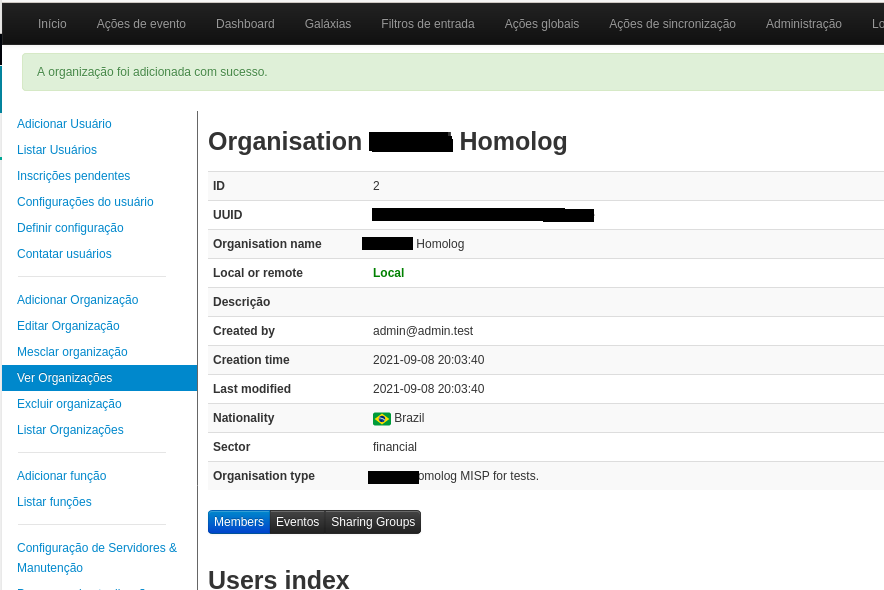 Início Ações de evento Dashboard Galáxias Filtros de entrada Ações globais Ações de sincronização Administração
A organização foi adicionada com sucesso.
Adicionar Usuário
Listar Usuários
Inscrições pendentes
Configurações do usuário
Definir configuração
Contatar usuários
Adicionar Organização
Editar Organização
Mesclar organização
Ver Organizações
Excluir organização
Listar Organizações
Adicionar função
Listar funções
Configuração de Servidores &
Manutenção
Organisation Homolog
ID 2
UUID
Organisation name Homolog
Local or remote Local
Descrição
Created by admin@admin.test
Creation time 2021-09-08 20:03:40
Last modified 2021-09-08 20:03:40
Nationality Brazil
Sector financial
Organisation type omolog MISP for tests.
Members Eventos Sharing Groups
Users index